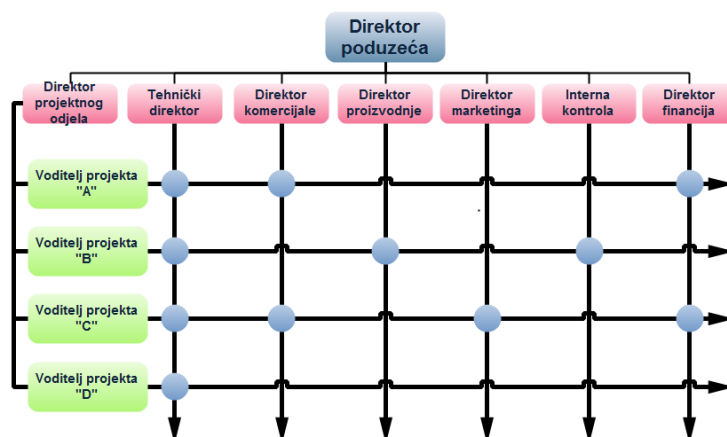 Direktor
poduzeća
Direktor
projektnog
odjela
Tehnički
direktor
Direktor
komercijale
Direktor
proizvodnje
Direktor
marketinga
Interna
kontrola
Direktor
financija
Voditelj projekta
"A"
Voditelj projekta
"B"
Voditelj projekta
"C"
Voditelj projekta
"D"